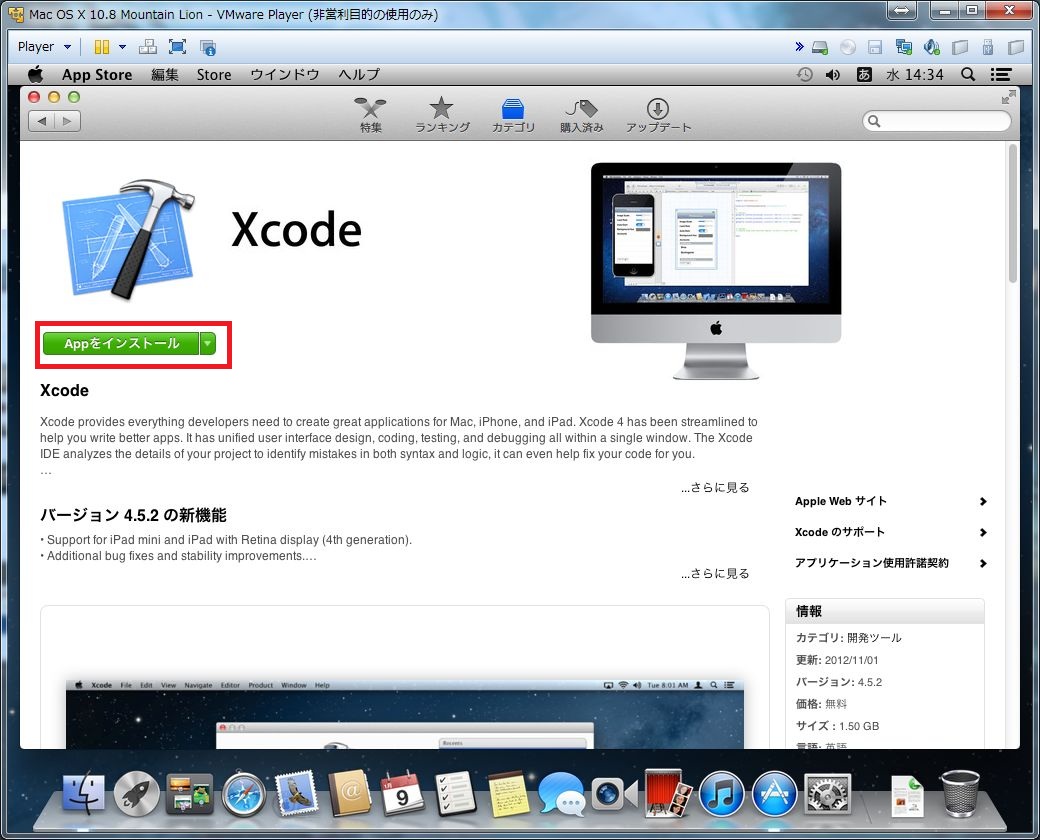 Mac OS X 10.8 Mountain Lion - VMware Player (非営利目的の使用のみ)
Player
App Store 編集 Store ウインドウ ヘルプ あ 水 14:34
特集 ランキング カテゴリ 購入済み アップデート
Xcode
Appをインストール
Xcode
Xcode provides everything developers need to create great applications for Mac, iPhone, and iPad. Xcode 4 has been streamlined to
help you write better apps. It has unified user interface design, coding, testing, and debugging all within a single window. The Xcode
IDE analyzes the details of your project to identify mistakes in both syntax and logic, it can even help fix your code for you.
…
...さらに見る
バージョン 4.5.2 の新機能
• Support for iPad mini and iPad with Retina display (4th generation).
• Additional bug fixes and stability improvements.…
...さらに見る
Apple Web サイト
Xcode のサポート
アプリケーション使用許諾契約
情報
カテゴリ: 開発ツール
更新: 2012/11/01
バージョン: 4.5.2
価格: 無料
サイズ : 1.50 GB
言語: 英語
Xcode File Edit View Navigate Editor Product Window Help Tue 8:01 AM
Recents
9